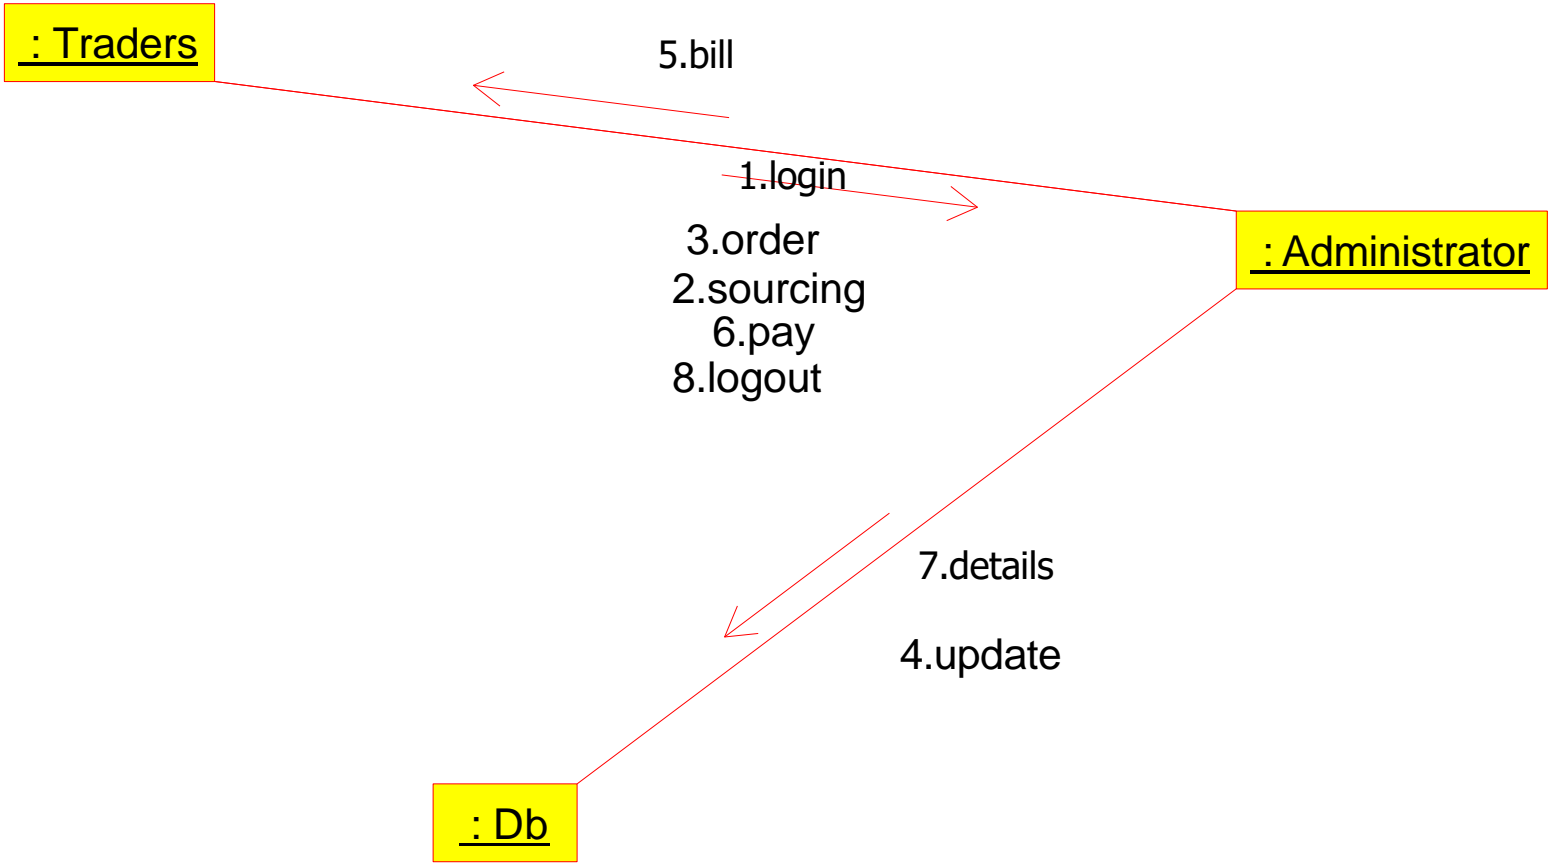 : Traders
5.bill
1.login
3.order
: Administrator
2.sourcing
6.pay
8.logout
7.details
4.update
: Db